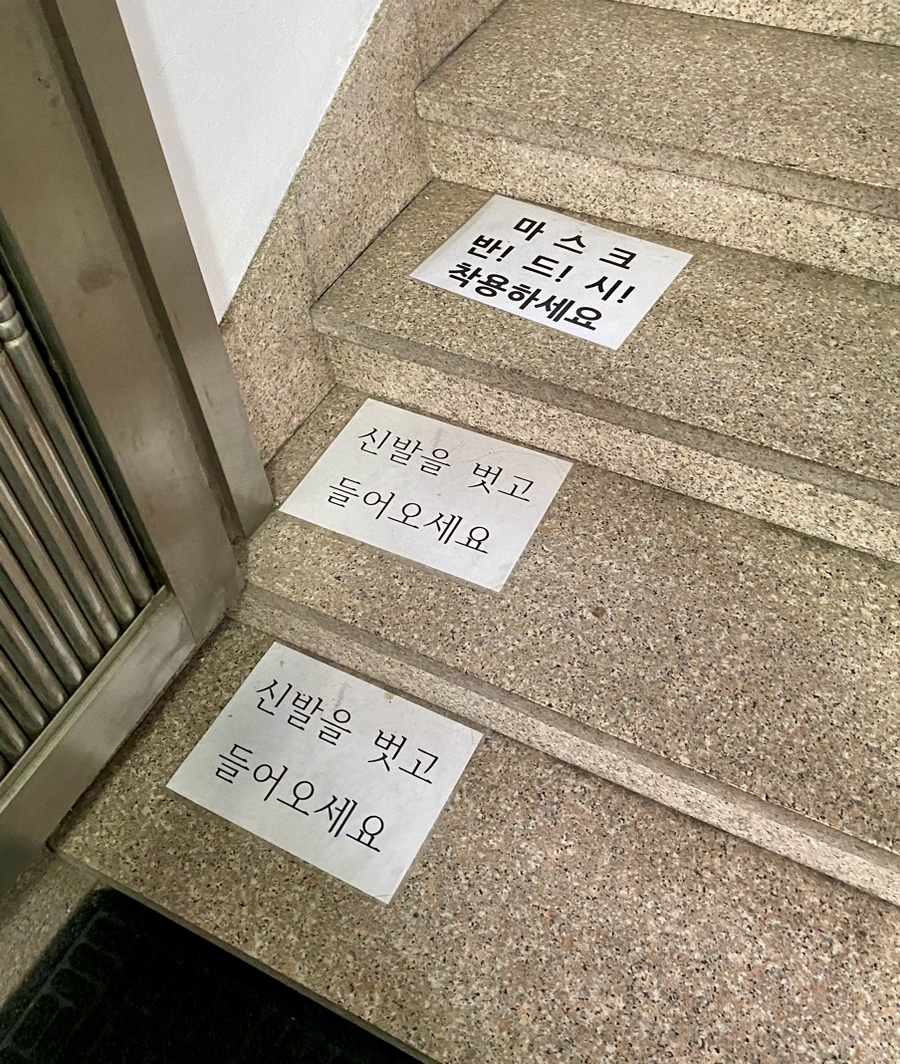 마 스 크
반! 드! 시!
착용하세요
신발을 벗고
들어오세요
신발을 벗고
들어오세요